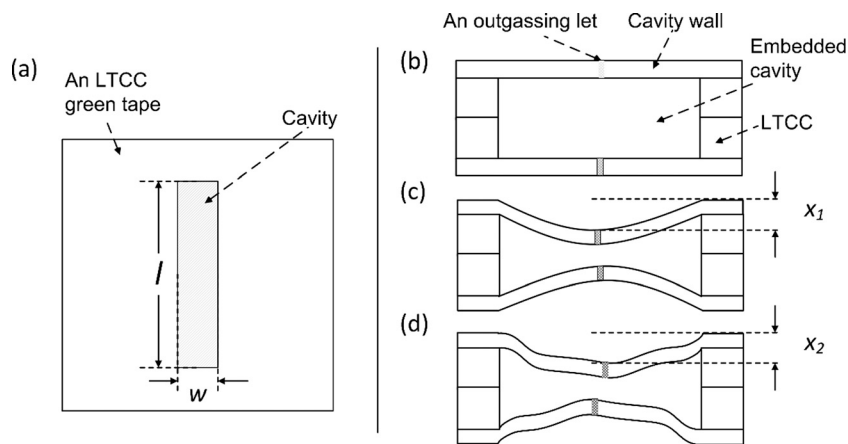 (a)
An LTCC
green tape
Cavity
l
w
(b)
An outgassing let
Cavity wall
Embedded
cavity
LTCC
(c)
x1
(d)
x2